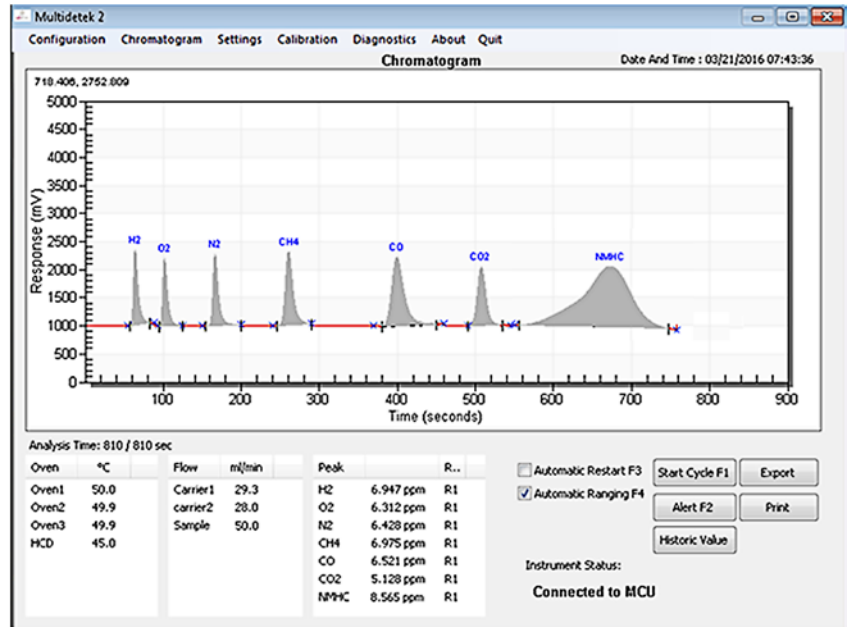 Multidetek 2
Configuration Chromatogram Settings Calibration Diagnostics About Quit
Chromatogram
Date And Time : 03/21/2016 07:43:36
718.406, 2752.809
Response (mV)
5000
4500
4000
3500
3000
2500
2000
1500
1000
500
0
H2 O2 N2 CH4 CO CO2 NMHC
100 200 300 400 500 600 700 800 900
Time (seconds)
Analysis Time: 810 / 810 sec
Oven °C
Oven1 50.0
Oven2 49.9
Oven3 49.9
HCD 45.0
Flow ml/min
Carrier1 29.3
carrier2 28.0
Sample 50.0
Peak R..
H2 6.947 ppm R1
O2 6.312 ppm R1
N2 6.428 ppm R1
CH4 6.975 ppm R1
CO 6.521 ppm R1
CO2 5.128 ppm R1
NMHC 8.565 ppm R1
Automatic Restart F3
Automatic Ranging F4
Start Cycle F1
Export
Alert F2
Print
Historic Value
Instrument Status:
Connected to MCU